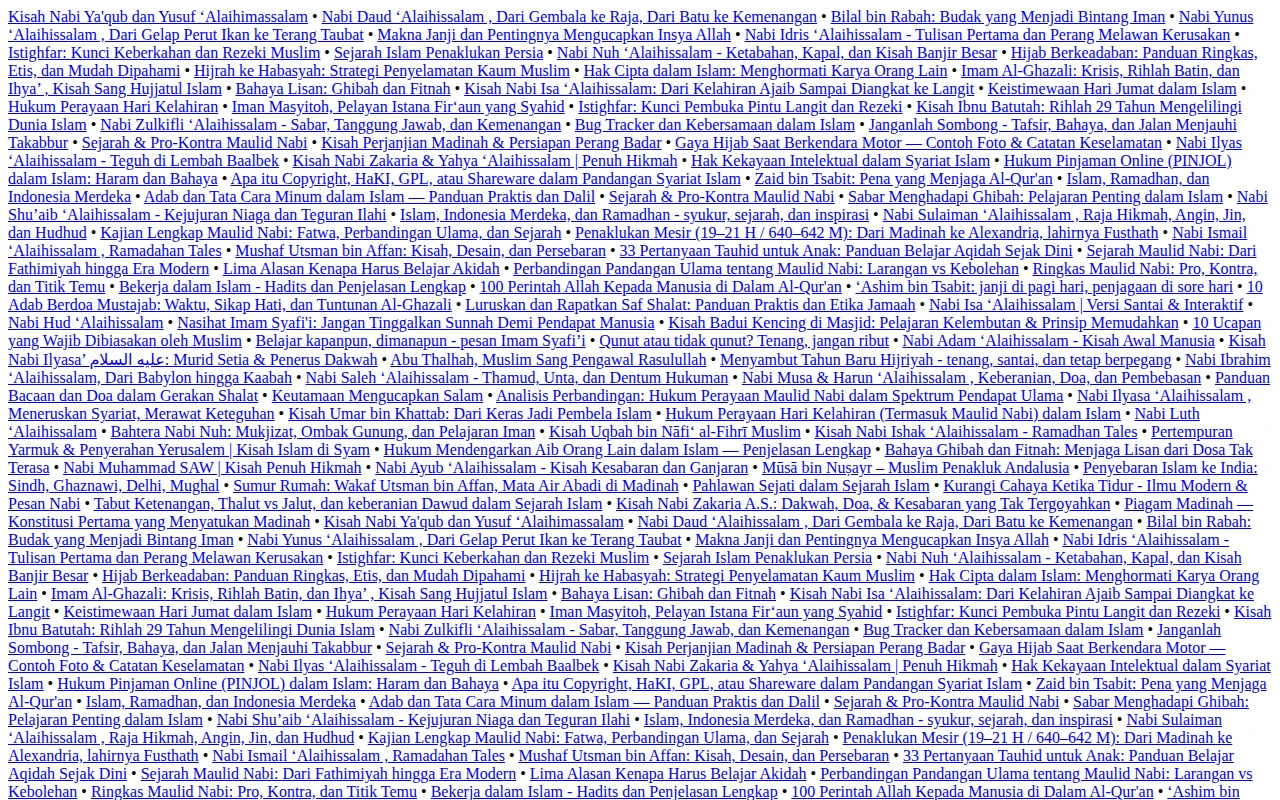 Kisah Nabi Ya'qub dan Yusuf ‘Alaihimassalam • Nabi Daud ‘Alaihissalam , Dari Gembala ke Raja, Dari Batu ke Kemenangan • Bilal bin Rabah: Budak yang Menjadi Bintang Iman • Nabi Yunus
‘Alaihissalam , Dari Gelap Perut Ikan ke Terang Taubat • Makna Janji dan Pentingnya Mengucapkan Insya Allah • Nabi Idris ‘Alaihissalam - Tulisan Pertama dan Perang Melawan Kerusakan •
Istighfar: Kunci Keberkahan dan Rezeki Muslim • Sejarah Islam Penaklukan Persia • Nabi Nuh ‘Alaihissalam - Ketabahan, Kapal, dan Kisah Banjir Besar • Hijab Berkeadaban: Panduan Ringkas,
Etis, dan Mudah Dipahami • Hijrah ke Habasyah: Strategi Penyelamatan Kaum Muslim • Hak Cipta dalam Islam: Menghormati Karya Orang Lain • Imam Al-Ghazali: Krisis, Rihlah Batin, dan
Ihya’ , Kisah Sang Hujjatul Islam • Bahaya Lisan: Ghibah dan Fitnah • Kisah Nabi Isa ‘Alaihissalam: Dari Kelahiran Ajaib Sampai Diangkat ke Langit • Keistimewaan Hari Jumat dalam Islam •
Hukum Perayaan Hari Kelahiran • Iman Masyitoh, Pelayan Istana Fir‘aun yang Syahid • Istighfar: Kunci Pembuka Pintu Langit dan Rezeki • Kisah Ibnu Batutah: Rihlah 29 Tahun Mengelilingi
Dunia Islam • Nabi Zulkifli ‘Alaihissalam - Sabar, Tanggung Jawab, dan Kemenangan • Bug Tracker dan Kebersamaan dalam Islam • Janganlah Sombong - Tafsir, Bahaya, dan Jalan Menjauhi
Takabbur • Sejarah & Pro-Kontra Maulid Nabi • Kisah Perjanjian Madinah & Persiapan Perang Badar • Gaya Hijab Saat Berkendara Motor — Contoh Foto & Catatan Keselamatan • Nabi Ilyas
‘Alaihissalam - Teguh di Lembah Baalbek • Kisah Nabi Zakaria & Yahya ‘Alaihissalam | Penuh Hikmah • Hak Kekayaan Intelektual dalam Syariat Islam • Hukum Pinjaman Online (PINJOL)
dalam Islam: Haram dan Bahaya • Apa itu Copyright, HaKI, GPL, atau Shareware dalam Pandangan Syariat Islam • Zaid bin Tsabit: Pena yang Menjaga Al-Qur'an • Islam, Ramadhan, dan
Indonesia Merdeka • Adab dan Tata Cara Minum dalam Islam — Panduan Praktis dan Dalil • Sejarah & Pro-Kontra Maulid Nabi • Sabar Menghadapi Ghibah: Pelajaran Penting dalam Islam • Nabi
Shu’aib ‘Alaihissalam - Kejujuran Niaga dan Teguran Ilahi • Islam, Indonesia Merdeka, dan Ramadhan - syukur, sejarah, dan inspirasi • Nabi Sulaiman ‘Alaihissalam , Raja Hikmah, Angin, Jin,
dan Hudhud • Kajian Lengkap Maulid Nabi: Fatwa, Perbandingan Ulama, dan Sejarah • Penaklukan Mesir (19–21 H / 640–642 M): Dari Madinah ke Alexandria, lahirnya Fusthath • Nabi Ismail
‘Alaihissalam , Ramadahan Tales • Mushaf Utsman bin Affan: Kisah, Desain, dan Persebaran • 33 Pertanyaan Tauhid untuk Anak: Panduan Belajar Aqidah Sejak Dini • Sejarah Maulid Nabi: Dari
Fathimiyah hingga Era Modern • Lima Alasan Kenapa Harus Belajar Akidah • Perbandingan Pandangan Ulama tentang Maulid Nabi: Larangan vs Kebolehan • Ringkas Maulid Nabi: Pro, Kontra,
dan Titik Temu • Bekerja dalam Islam - Hadits dan Penjelasan Lengkap • 100 Perintah Allah Kepada Manusia di Dalam Al-Qur'an • ‘Ashim bin Tsabit: janji di pagi hari, penjagaan di sore hari • 10
Adab Berdoa Mustajab: Waktu, Sikap Hati, dan Tuntunan Al-Ghazali • Luruskan dan Rapatkan Saf Shalat: Panduan Praktis dan Etika Jamaah • Nabi Isa ‘Alaihissalam | Versi Santai & Interaktif •
Nabi Hud ‘Alaihissalam • Nasihat Imam Syafi'i: Jangan Tinggalkan Sunnah Demi Pendapat Manusia • Kisah Badui Kencing di Masjid: Pelajaran Kelembutan & Prinsip Memudahkan • 10 Ucapan
yang Wajib Dibiasakan oleh Muslim • Belajar kapanpun, dimanapun - pesan Imam Syafi’i • Qunut atau tidak qunut? Tenang, jangan ribut • Nabi Adam ‘Alaihissalam - Kisah Awal Manusia • Kisah
Nabi Ilyasa’ عليه السلام: Murid Setia & Penerus Dakwah • Abu Thalhah, Muslim Sang Pengawal Rasulullah • Menyambut Tahun Baru Hijriyah - tenang, santai, dan tetap berpegang • Nabi Ibrahim
‘Alaihissalam, Dari Babylon hingga Kaabah • Nabi Saleh ‘Alaihissalam - Thamud, Unta, dan Dentum Hukuman • Nabi Musa & Harun ‘Alaihissalam , Keberanian, Doa, dan Pembebasan • Panduan
Bacaan dan Doa dalam Gerakan Shalat • Keutamaan Mengucapkan Salam • Analisis Perbandingan: Hukum Perayaan Maulid Nabi dalam Spektrum Pendapat Ulama • Nabi Ilyasa ‘Alaihissalam ,
Meneruskan Syariat, Merawat Keteguhan • Kisah Umar bin Khattab: Dari Keras Jadi Pembela Islam • Hukum Perayaan Hari Kelahiran (Termasuk Maulid Nabi) dalam Islam • Nabi Luth
‘Alaihissalam • Bahtera Nabi Nuh: Mukjizat, Ombak Gunung, dan Pelajaran Iman • Kisah Uqbah bin Nāfi‘ al-Fihrī Muslim • Kisah Nabi Ishak ‘Alaihissalam - Ramadhan Tales • Pertempuran
Yarmuk & Penyerahan Yerusalem | Kisah Islam di Syam • Hukum Mendengarkan Aib Orang Lain dalam Islam — Penjelasan Lengkap • Bahaya Ghibah dan Fitnah: Menjaga Lisan dari Dosa Tak
Terasa • Nabi Muhammad SAW | Kisah Penuh Hikmah • Nabi Ayub ‘Alaihissalam - Kisah Kesabaran dan Ganjaran • Mūsā bin Nuṣayr – Muslim Penakluk Andalusia • Penyebaran Islam ke India:
Sindh, Ghaznawi, Delhi, Mughal • Sumur Rumah: Wakaf Utsman bin Affan, Mata Air Abadi di Madinah • Pahlawan Sejati dalam Sejarah Islam • Kurangi Cahaya Ketika Tidur - Ilmu Modern &
Pesan Nabi • Tabut Ketenangan, Thalut vs Jalut, dan keberanian Dawud dalam Sejarah Islam • Kisah Nabi Zakaria A.S.: Dakwah, Doa, & Kesabaran yang Tak Tergoyahkan • Piagam Madinah —
Konstitusi Pertama yang Menyatukan Madinah • Kisah Nabi Ya'qub dan Yusuf ‘Alaihimassalam • Nabi Daud ‘Alaihissalam , Dari Gembala ke Raja, Dari Batu ke Kemenangan • Bilal bin Rabah:
Budak yang Menjadi Bintang Iman • Nabi Yunus ‘Alaihissalam , Dari Gelap Perut Ikan ke Terang Taubat • Makna Janji dan Pentingnya Mengucapkan Insya Allah • Nabi Idris ‘Alaihissalam -
Tulisan Pertama dan Perang Melawan Kerusakan • Istighfar: Kunci Keberkahan dan Rezeki Muslim • Sejarah Islam Penaklukan Persia • Nabi Nuh ‘Alaihissalam - Ketabahan, Kapal, dan Kisah
Banjir Besar • Hijab Berkeadaban: Panduan Ringkas, Etis, dan Mudah Dipahami • Hijrah ke Habasyah: Strategi Penyelamatan Kaum Muslim • Hak Cipta dalam Islam: Menghormati Karya Orang
Lain • Imam Al-Ghazali: Krisis, Rihlah Batin, dan Ihya’ , Kisah Sang Hujjatul Islam • Bahaya Lisan: Ghibah dan Fitnah • Kisah Nabi Isa ‘Alaihissalam: Dari Kelahiran Ajaib Sampai Diangkat ke
Langit • Keistimewaan Hari Jumat dalam Islam • Hukum Perayaan Hari Kelahiran • Iman Masyitoh, Pelayan Istana Fir‘aun yang Syahid • Istighfar: Kunci Pembuka Pintu Langit dan Rezeki • Kisah
Ibnu Batutah: Rihlah 29 Tahun Mengelilingi Dunia Islam • Nabi Zulkifli ‘Alaihissalam - Sabar, Tanggung Jawab, dan Kemenangan • Bug Tracker dan Kebersamaan dalam Islam • Janganlah
Sombong - Tafsir, Bahaya, dan Jalan Menjauhi Takabbur • Sejarah & Pro-Kontra Maulid Nabi • Kisah Perjanjian Madinah & Persiapan Perang Badar • Gaya Hijab Saat Berkendara Motor —
Contoh Foto & Catatan Keselamatan • Nabi Ilyas ‘Alaihissalam - Teguh di Lembah Baalbek • Kisah Nabi Zakaria & Yahya ‘Alaihissalam | Penuh Hikmah • Hak Kekayaan Intelektual dalam Syariat
Islam • Hukum Pinjaman Online (PINJOL) dalam Islam: Haram dan Bahaya • Apa itu Copyright, HaKI, GPL, atau Shareware dalam Pandangan Syariat Islam • Zaid bin Tsabit: Pena yang Menjaga
Al-Qur'an • Islam, Ramadhan, dan Indonesia Merdeka • Adab dan Tata Cara Minum dalam Islam — Panduan Praktis dan Dalil • Sejarah & Pro-Kontra Maulid Nabi • Sabar Menghadapi Ghibah:
Pelajaran Penting dalam Islam • Nabi Shu’aib ‘Alaihissalam - Kejujuran Niaga dan Teguran Ilahi • Islam, Indonesia Merdeka, dan Ramadhan - syukur, sejarah, dan inspirasi • Nabi Sulaiman
‘Alaihissalam , Raja Hikmah, Angin, Jin, dan Hudhud • Kajian Lengkap Maulid Nabi: Fatwa, Perbandingan Ulama, dan Sejarah • Penaklukan Mesir (19–21 H / 640–642 M): Dari Madinah ke
Alexandria, lahirnya Fusthath • Nabi Ismail ‘Alaihissalam , Ramadahan Tales • Mushaf Utsman bin Affan: Kisah, Desain, dan Persebaran • 33 Pertanyaan Tauhid untuk Anak: Panduan Belajar
Aqidah Sejak Dini • Sejarah Maulid Nabi: Dari Fathimiyah hingga Era Modern • Lima Alasan Kenapa Harus Belajar Akidah • Perbandingan Pandangan Ulama tentang Maulid Nabi: Larangan vs
Kebolehan • Ringkas Maulid Nabi: Pro, Kontra, dan Titik Temu • Bekerja dalam Islam - Hadits dan Penjelasan Lengkap • 100 Perintah Allah Kepada Manusia di Dalam Al-Qur'an • ‘Ashim bin